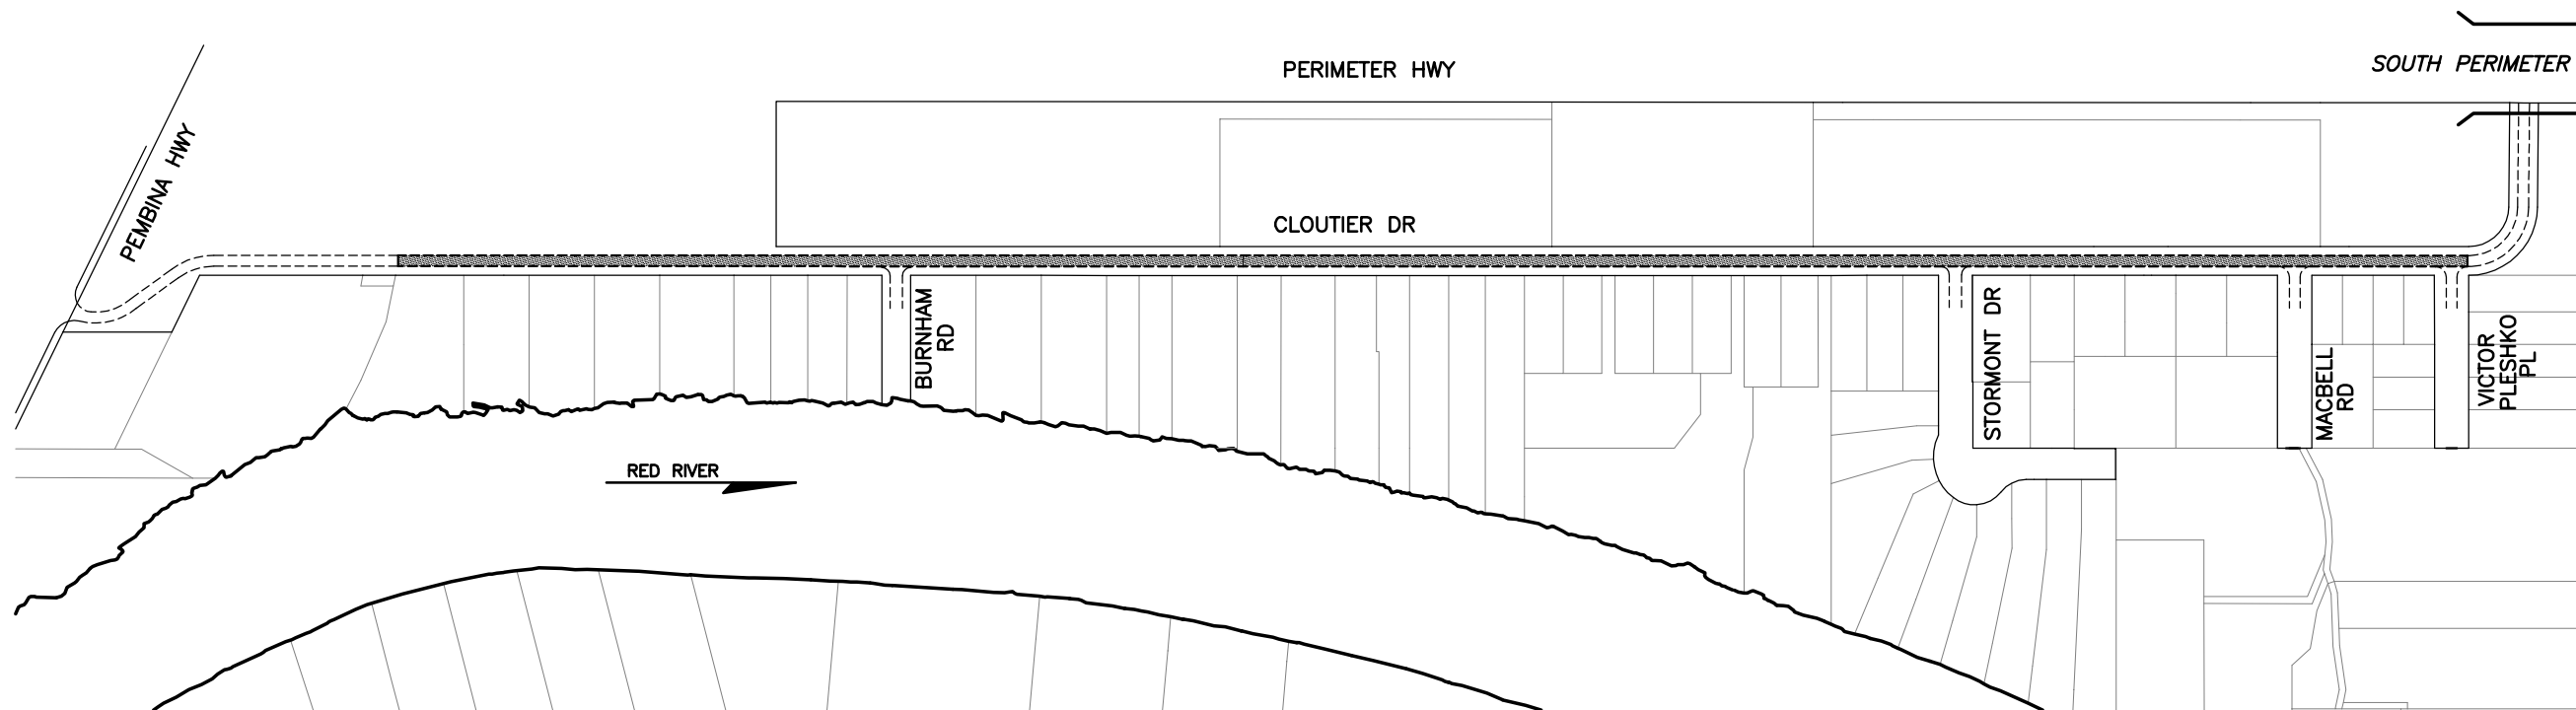 PERIMETER HWY
SOUTH PERIMETER
PEMBINA HWY
CLOUTIER DR
BURNHAM
RD
STORMONT DR
MACBELL
RD
VICTOR
PLESHKO
PL
RED RIVER